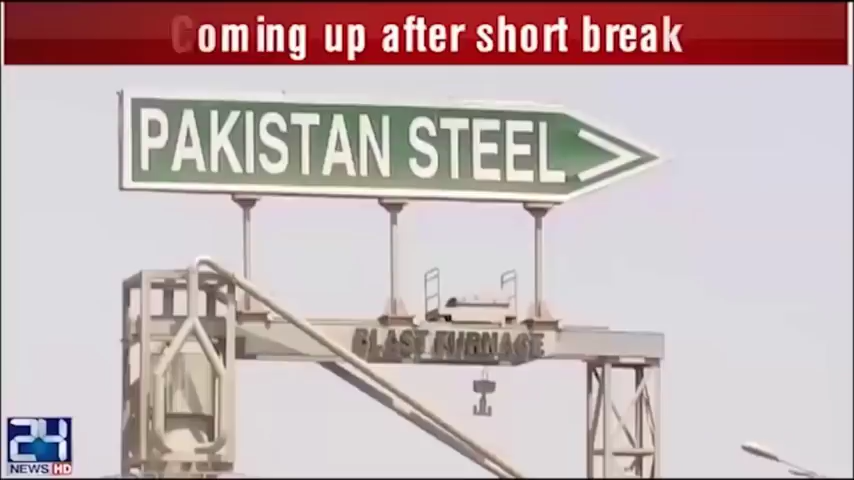 Coming up after short break
PAKISTAN STEEL
BLAST FURNACE
24
NEWS HD